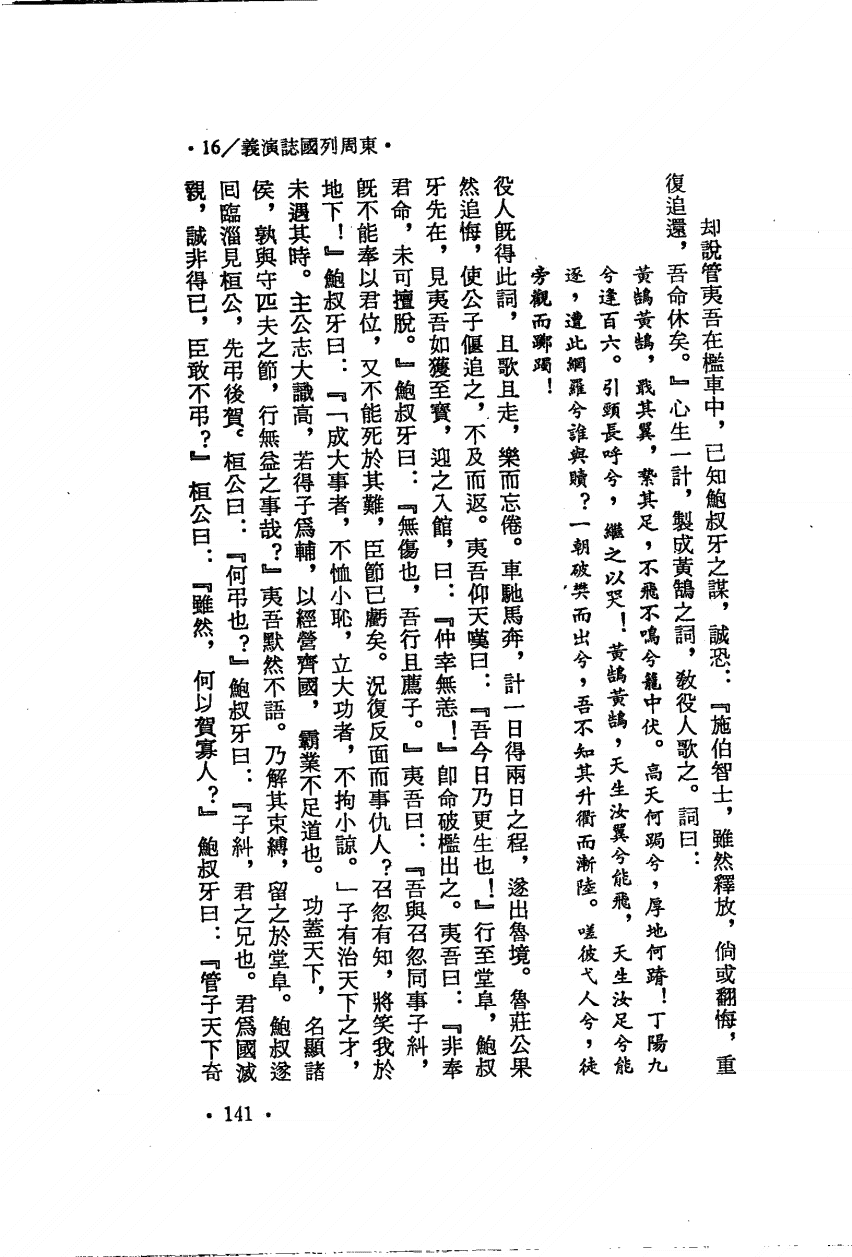 ・東周列國誌演義/16・
却說管夷吾在檻車中，已知鮑叔牙之謀，誠恐：『施伯智士，雖然釋放，倘或翻悔，重
復追還，吾命休矣。』心生一計，製成黃鵠之詞，教役人歌之。詞曰：
黃鵠黃鵠，戢其翼，縶其足，不飛不鳴兮籠中伏。高天何跼兮，厚地何蹐！丁陽九
兮逢百六。引頸長呼兮，繼之以哭！黃鵠黃鵠，天生汝翼兮能飛，天生汝足兮能
逐，遭此網羅兮誰與贖？一朝破樊而出兮，吾不知其升衢而漸陸。嗟彼弋人兮，徒
旁觀而躑躅！
役人旣得此詞，且歌且走，樂而忘倦。車馳馬奔，計一日得兩日之程，遂出魯境。魯莊公果
然追悔，使公子偃追之，不及而返。夷吾仰天嘆曰：『吾今日乃更生也！』行至堂阜，鮑叔
牙先在，見夷吾如獲至寶，迎之入館，曰：『仲幸無恙！』卽命破檻出之。夷吾曰：『非奉
君命，未可擅脫。』鮑叔牙曰：『無傷也，吾行且薦子。』夷吾曰：『吾與召忽同事子糾，
旣不能奉以君位，又不能死於其難，臣節已虧矣。況復反面而事仇人？召忽有知，將笑我於
地下！』鮑叔牙曰：『「成大事者，不恤小恥，立大功者，不拘小諒。」子有治天下之才，
未遇其時。主公志大識高，若得子爲輔，以經營齊國，霸業不足道也。功蓋天下，名顯諸
侯，孰與守匹夫之節，行無益之事哉？』夷吾默然不語。乃解其束縛，留之於堂阜。鮑叔遂
回臨淄見桓公，先弔後賀。桓公曰：『何弔也？』鮑叔牙曰：『子糾，君之兄也。君爲國滅
親，誠非得已，臣敢不弔？』桓公曰：『雖然，何以賀寡人？』鮑叔牙曰：『管子天下奇
・141・